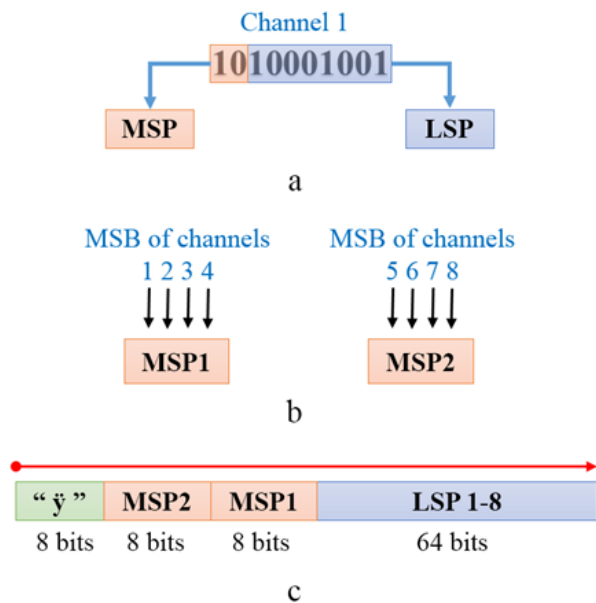 Channel 1
1010001001
MSP LSP
a
MSB of channels MSB of channels
1 2 3 4 5 6 7 8
MSP1 MSP2
b
“ ÿ ” MSP2 MSP1 LSP 1-8
8 bits 8 bits 8 bits 64 bits
c